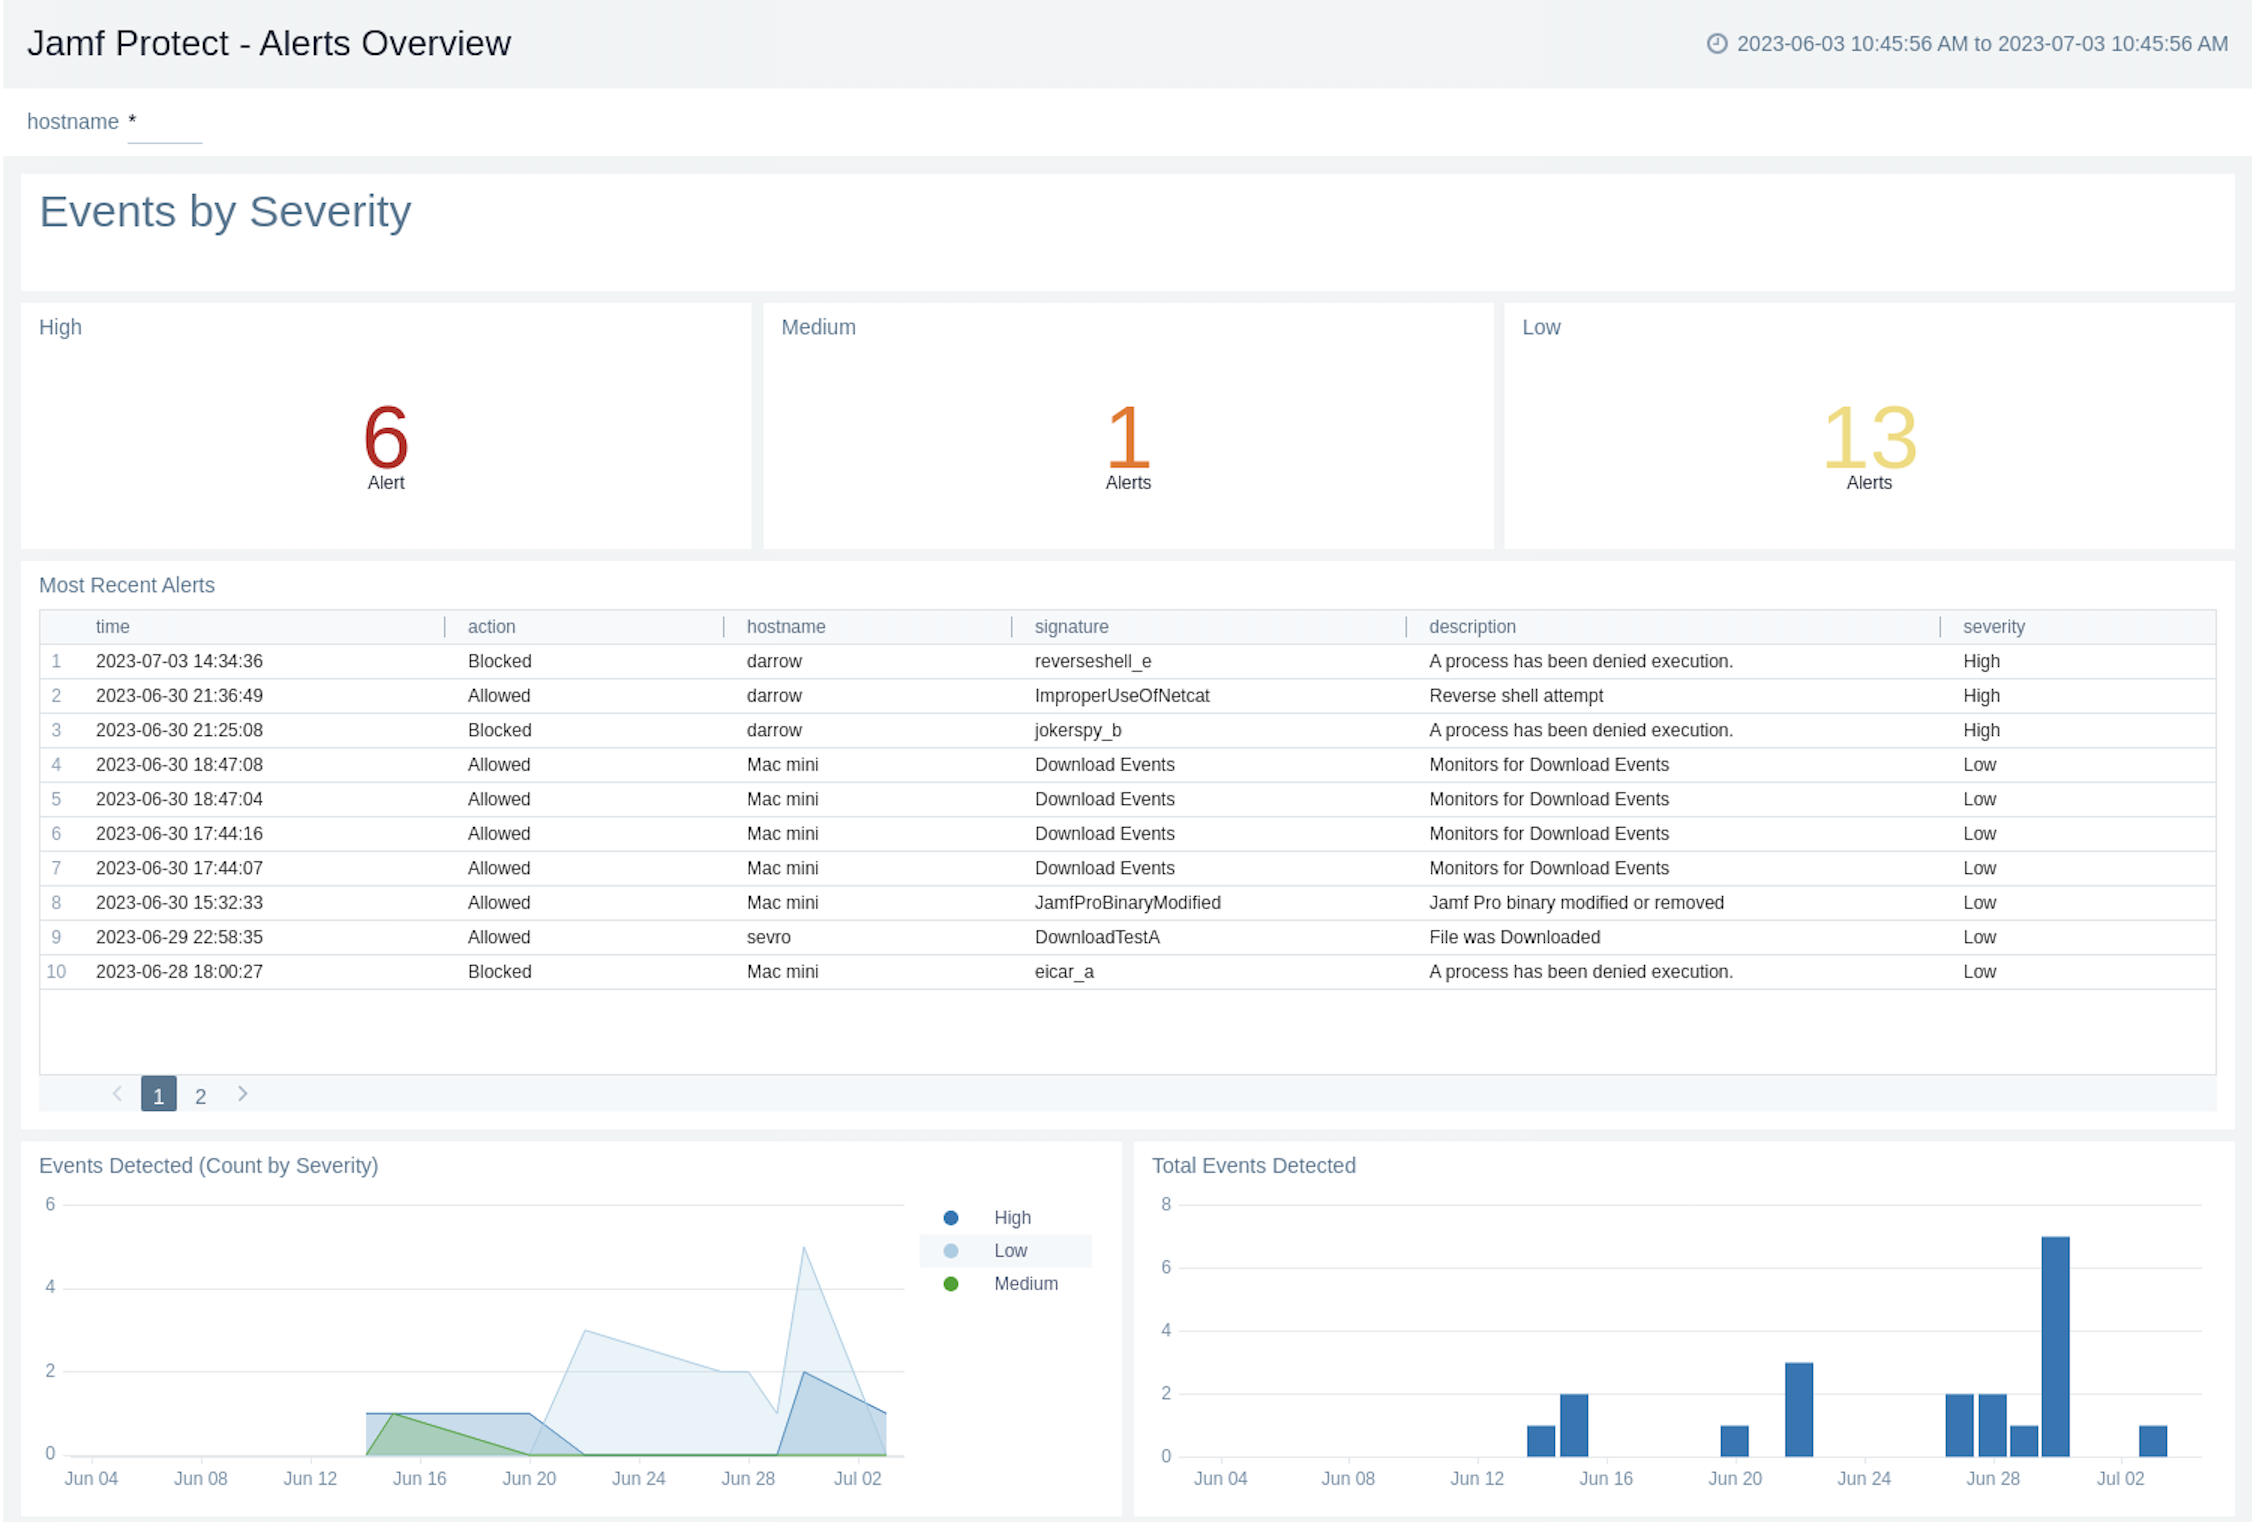 Jamf Protect - Alerts Overview
2023-06-03 10:45:56 AM to 2023-07-03 10:45:56 AM
hostname *
Events by Severity
High
6
Alert
Medium
1
Alerts
Low
13
Alerts
Most Recent Alerts
time action hostname signature description severity
1 2023-07-03 14:34:36 Blocked darrow reverseshell_e A process has been denied execution. High
2 2023-06-30 21:36:49 Allowed darrow ImproperUseOfNetcat Reverse shell attempt High
3 2023-06-30 21:25:08 Blocked darrow jokerspy_b A process has been denied execution. High
4 2023-06-30 18:47:08 Allowed Mac mini Download Events Monitors for Download Events Low
5 2023-06-30 18:47:04 Allowed Mac mini Download Events Monitors for Download Events Low
6 2023-06-30 17:44:16 Allowed Mac mini Download Events Monitors for Download Events Low
7 2023-06-30 17:44:07 Allowed Mac mini Download Events Monitors for Download Events Low
8 2023-06-30 15:32:33 Allowed Mac mini JamfProBinaryModified Jamf Pro binary modified or removed Low
9 2023-06-29 22:58:35 Allowed sevro DownloadTestA File was Downloaded Low
10 2023-06-28 18:00:27 Blocked Mac mini eicar_a A process has been denied execution. Low
1 2
Events Detected (Count by Severity)
6
4
2
0
Jun 04 Jun 08 Jun 12 Jun 16 Jun 20 Jun 24 Jun 28 Jul 02
High
Low
Medium
Total Events Detected
8
6
4
2
0
Jun 04 Jun 08 Jun 12 Jun 16 Jun 20 Jun 24 Jun 28 Jul 02